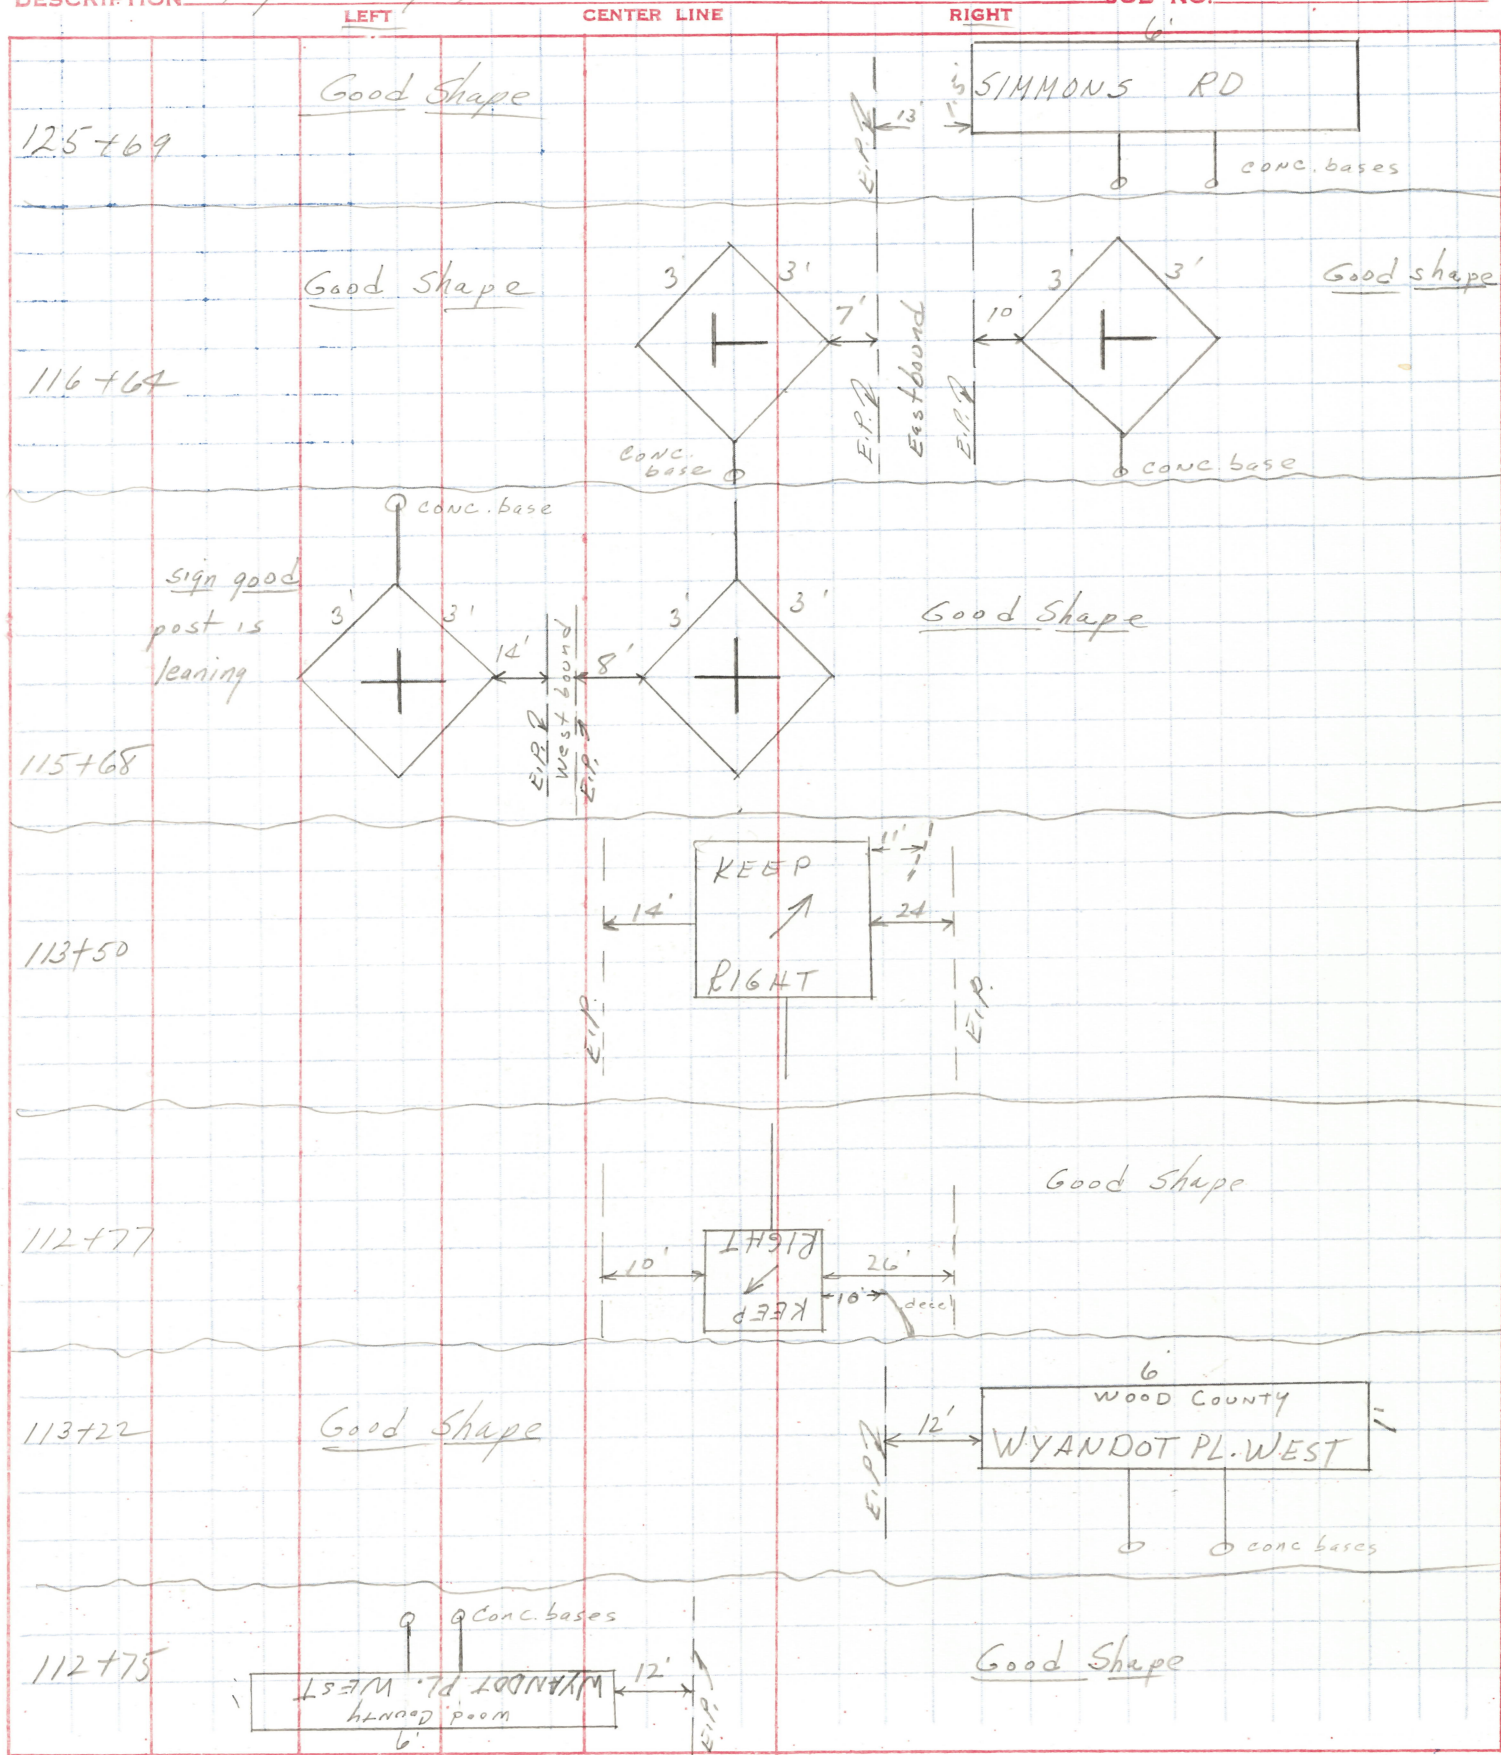 DESCRIPTION
JOB NO.
LEFT
CENTER LINE
RIGHT
125+69
Good Shape
E.P.
13'
1.5'
6'
SIMMONS RD
conc. bases
116+64
Good Shape
3'
3'
7'
conc.
base
E.P.
Eastbound
E.P.
10'
3'
3'
Good shape
conc. base
115+68
conc. base
sign good
post is
leaning
3'
3'
14'
E.P.
West bound
E.P.
8'
3'
3'
Good Shape
113+50
E.P.
14'
KEEP
RIGHT
11'
24
E.P.
112+77
10'
KEEP
RIGHT
26'
10'
decel
Good Shape
113+22
Good Shape
E.P.
12'
6
WOOD COUNTY
WYANDOT PL. WEST
1'
conc bases
112+75
Conc. bases
1'
Wood County
WYANDOT PL. WEST
6'
12'
E.P.
Good Shape